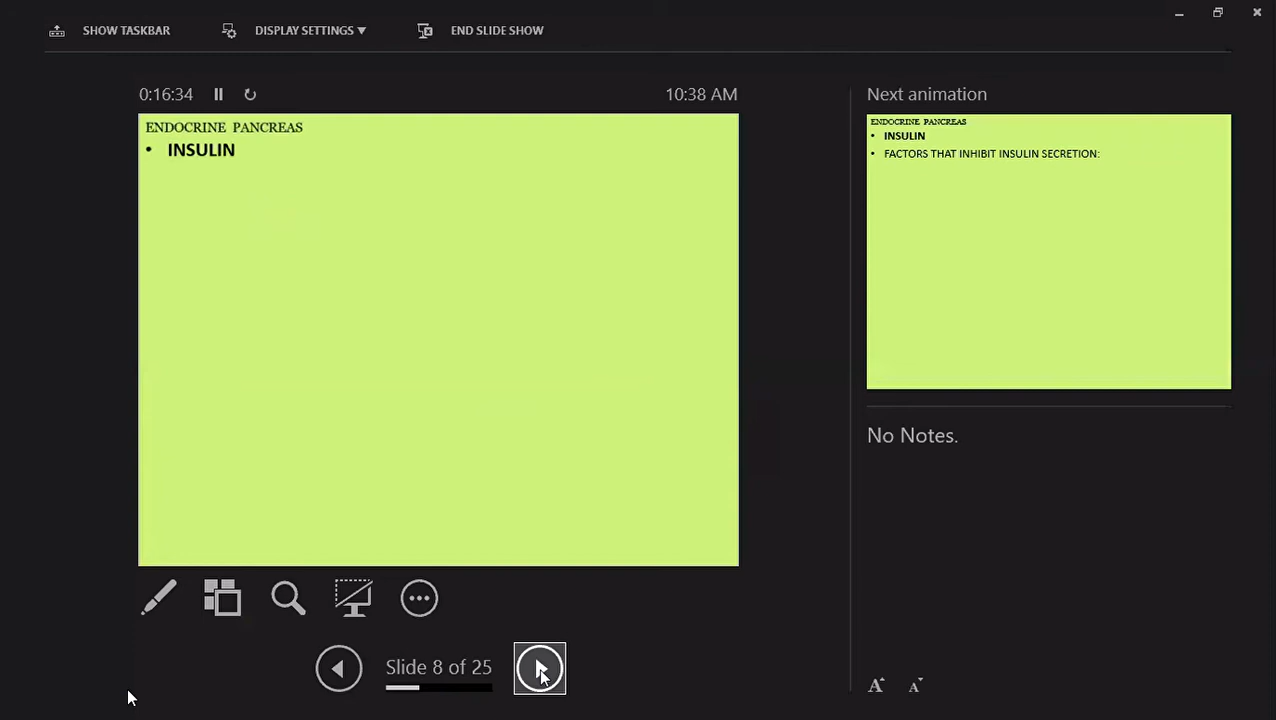 SHOW TASKBAR
DISPLAY SETTINGS ▼
END SLIDE SHOW
0:16:34
10:38 AM
ENDOCRINE PANCREAS
• INSULIN
Next animation
ENDOCRINE PANCREAS
• INSULIN
• FACTORS THAT INHIBIT INSULIN SECRETION:
No Notes.
Slide 8 of 25
A A